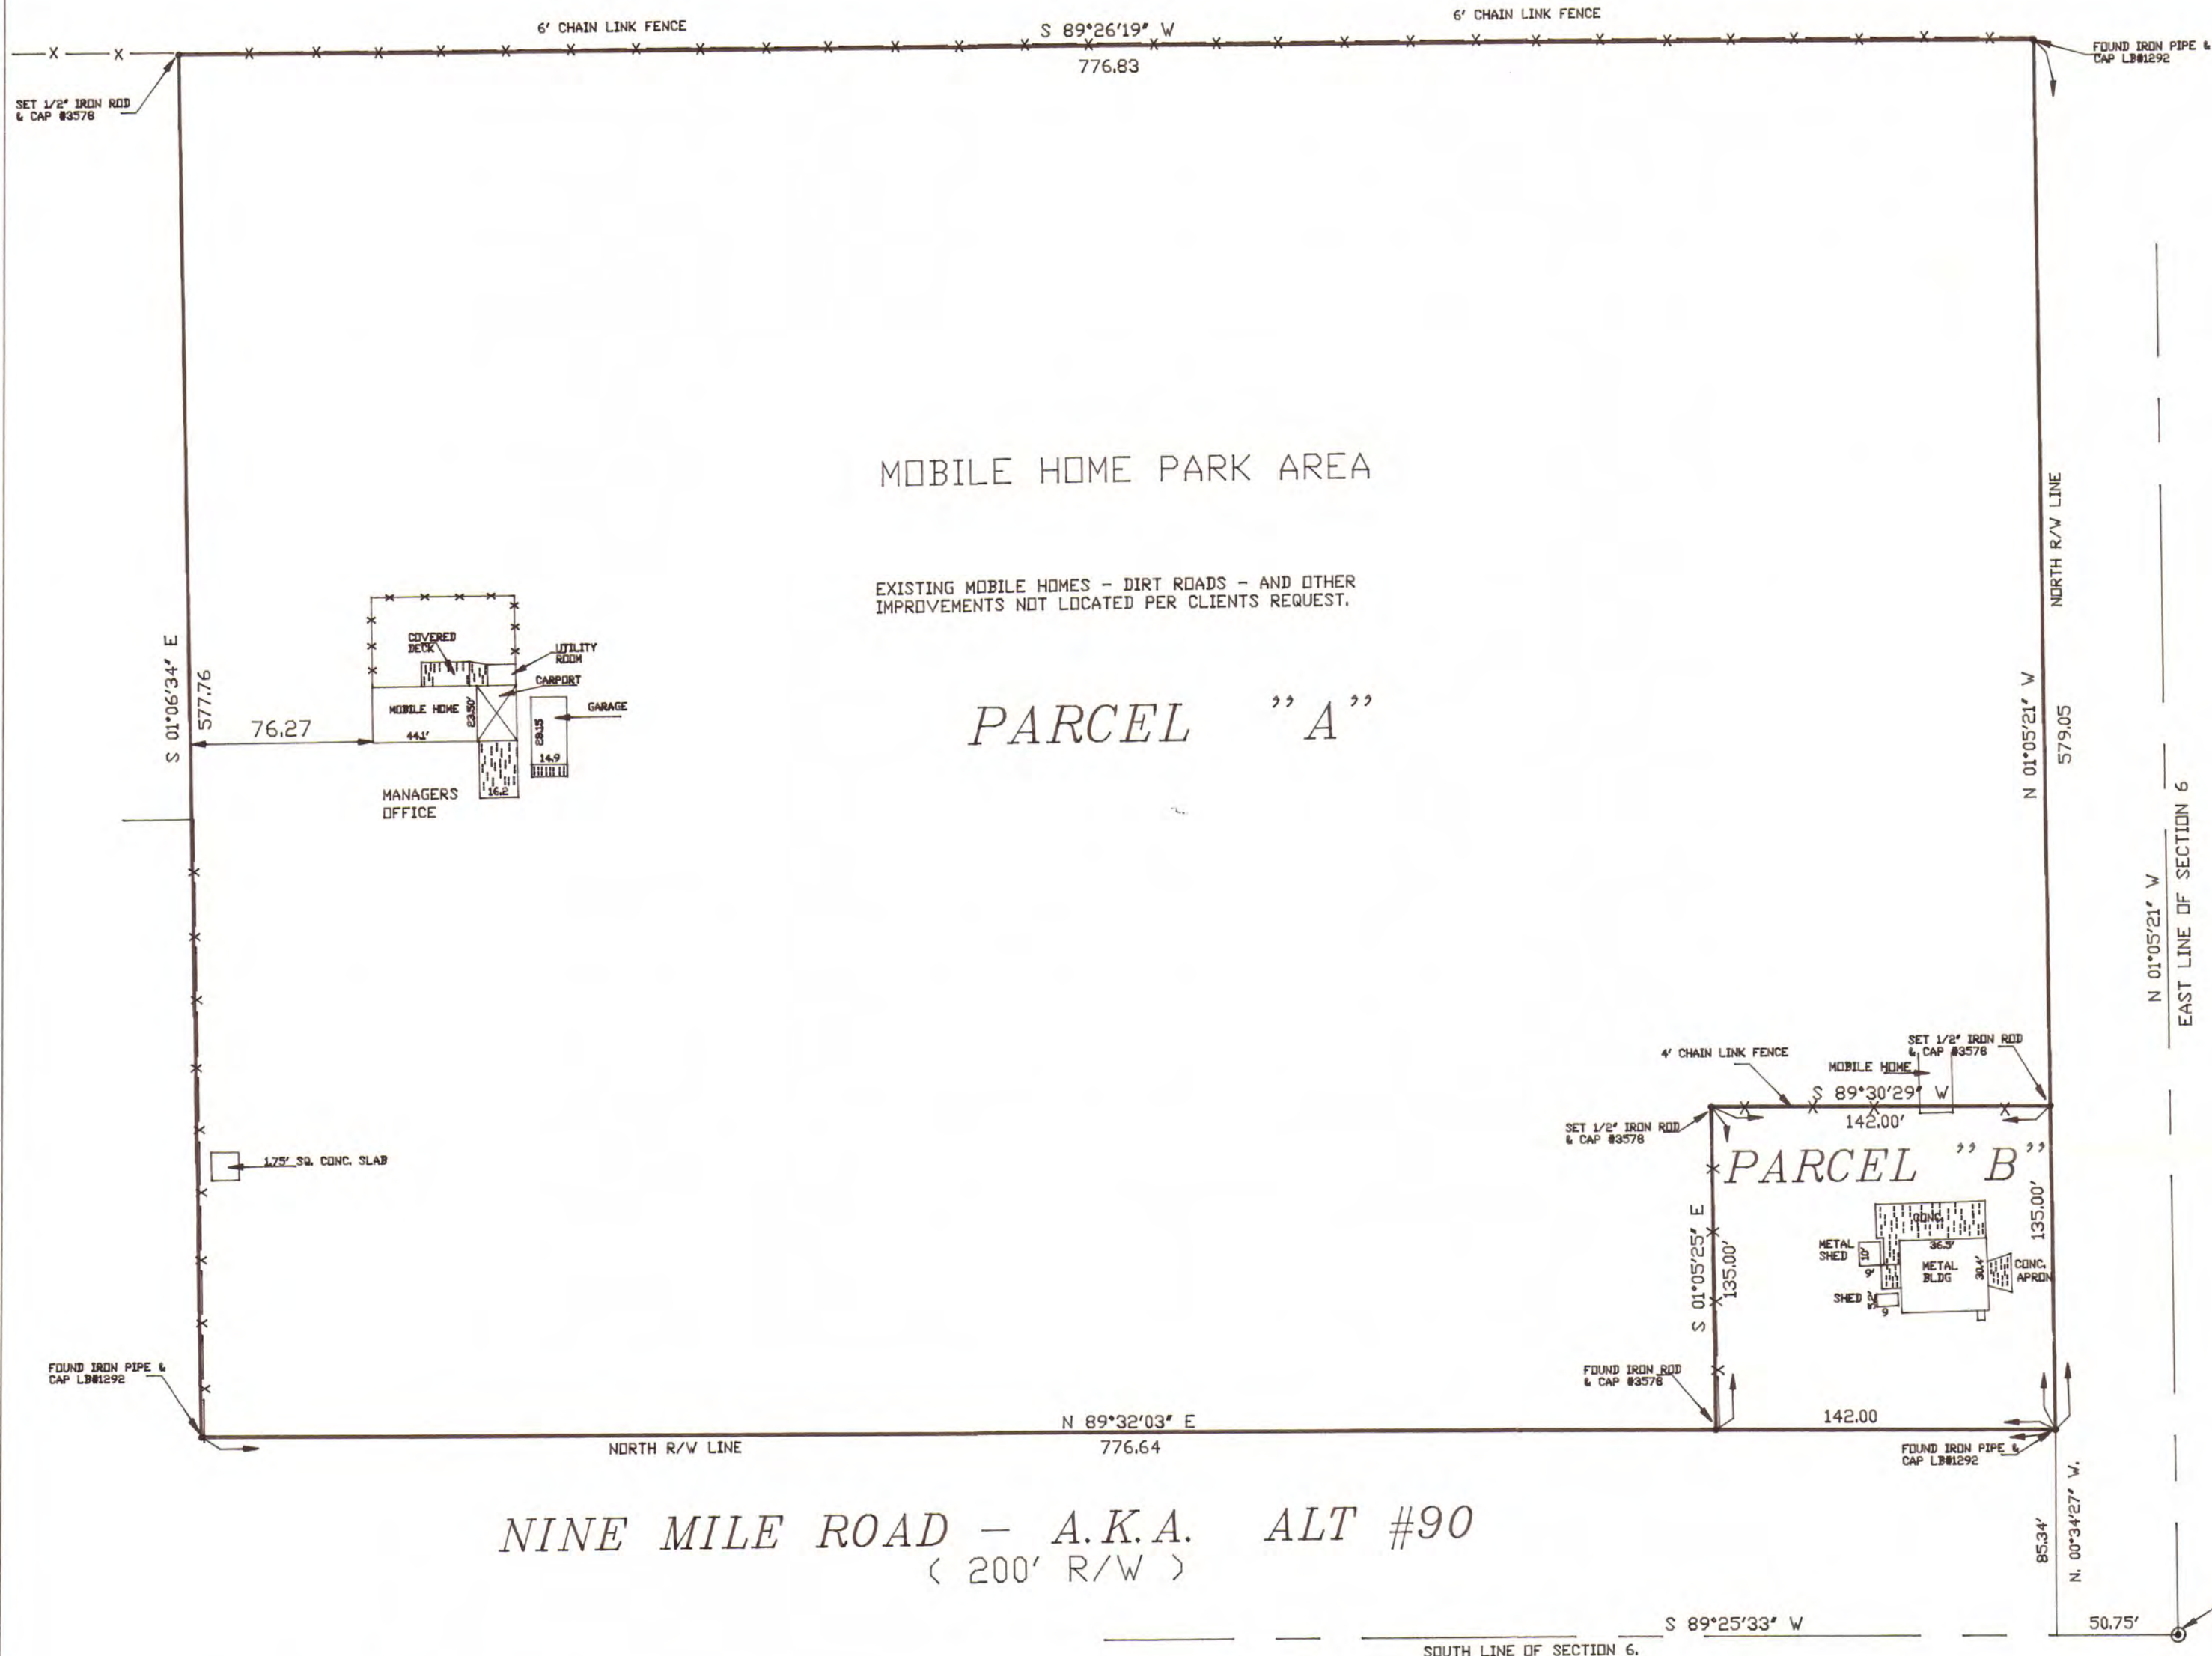 6' CHAIN LINK FENCE
S 89°26'19" W
776.83
6' CHAIN LINK FENCE
FOUND IRON PIPE &
CAP LB#1292
SET 1/2" IRON ROD
& CAP #3578
MOBILE HOME PARK AREA
EXISTING MOBILE HOMES - DIRT ROADS - AND OTHER
IMPROVEMENTS NOT LOCATED PER CLIENTS REQUEST.
PARCEL "A"
S 01°06'34" E
577.76
76.27
COVERED
DECK
UTILITY
ROOM
CARPORT
MOBILE HOME
23.50'
44.1'
GARAGE
28.15
14.9
16.2
MANAGERS
OFFICE
NORTH R/W LINE
N 01°05'21" W
579.05
N 01°05'21" W
EAST LINE OF SECTION 6
4' CHAIN LINK FENCE
SET 1/2" IRON ROD
& CAP #3578
MOBILE HOME
S 89°30'29" W
142.00'
SET 1/2" IRON ROD
& CAP #3578
PARCEL "B"
1.75' SQ. CONC. SLAB
S 01°05'25" E
135.00'
135.00'
CONC.
36.5'
METAL
SHED
10'
9'
METAL
BLDG
30.4'
CONC.
APRON
SHED
5.2'
9
FOUND IRON PIPE &
CAP LB#1292
FOUND IRON ROD
& CAP #3578
142.00
N 89°32'03" E
NORTH R/W LINE
776.64
FOUND IRON PIPE &
CAP LB#1292
NINE MILE ROAD - A.K.A. ALT #90
( 200' R/W )
85.34'
N. 00°34'27" W.
S 89°25'33" W
50.75'
SOUTH LINE OF SECTION 6.